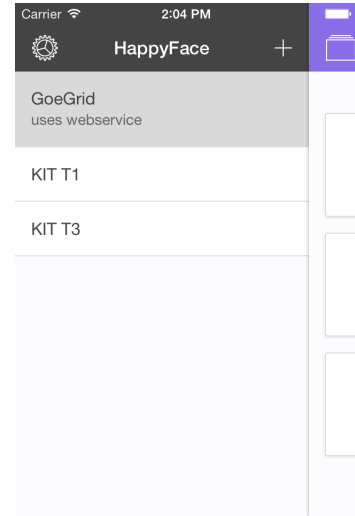 Carrier 2:04 PM
HappyFace +
GoeGrid
uses webservice
KIT T1
KIT T3